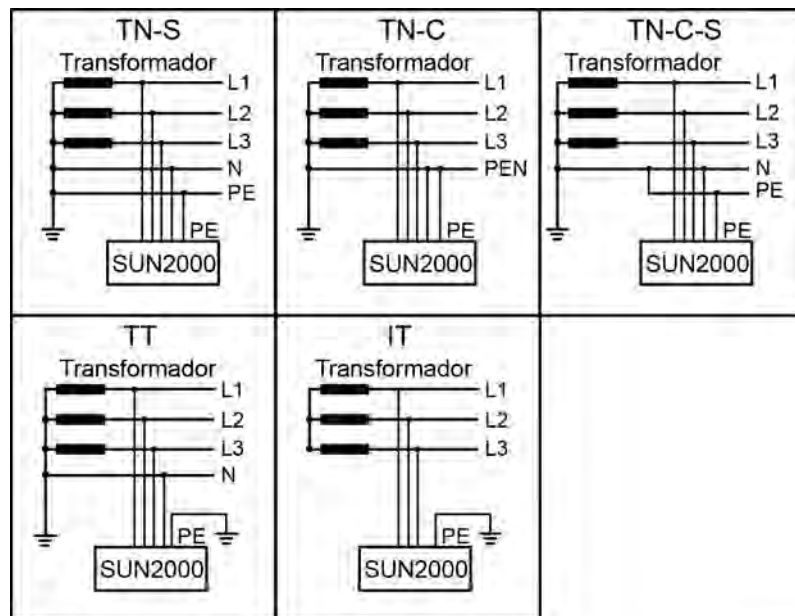 TN-S
Transformador
L1
L2
L3
N
PE
PE
SUN2000
TN-C
Transformador
L1
L2
L3
PEN
PE
SUN2000
TN-C-S
Transformador
L1
L2
L3
N
PE
PE
SUN2000
TT
Transformador
L1
L2
L3
N
PE
SUN2000
IT
Transformador
L1
L2
L3
PE
SUN2000